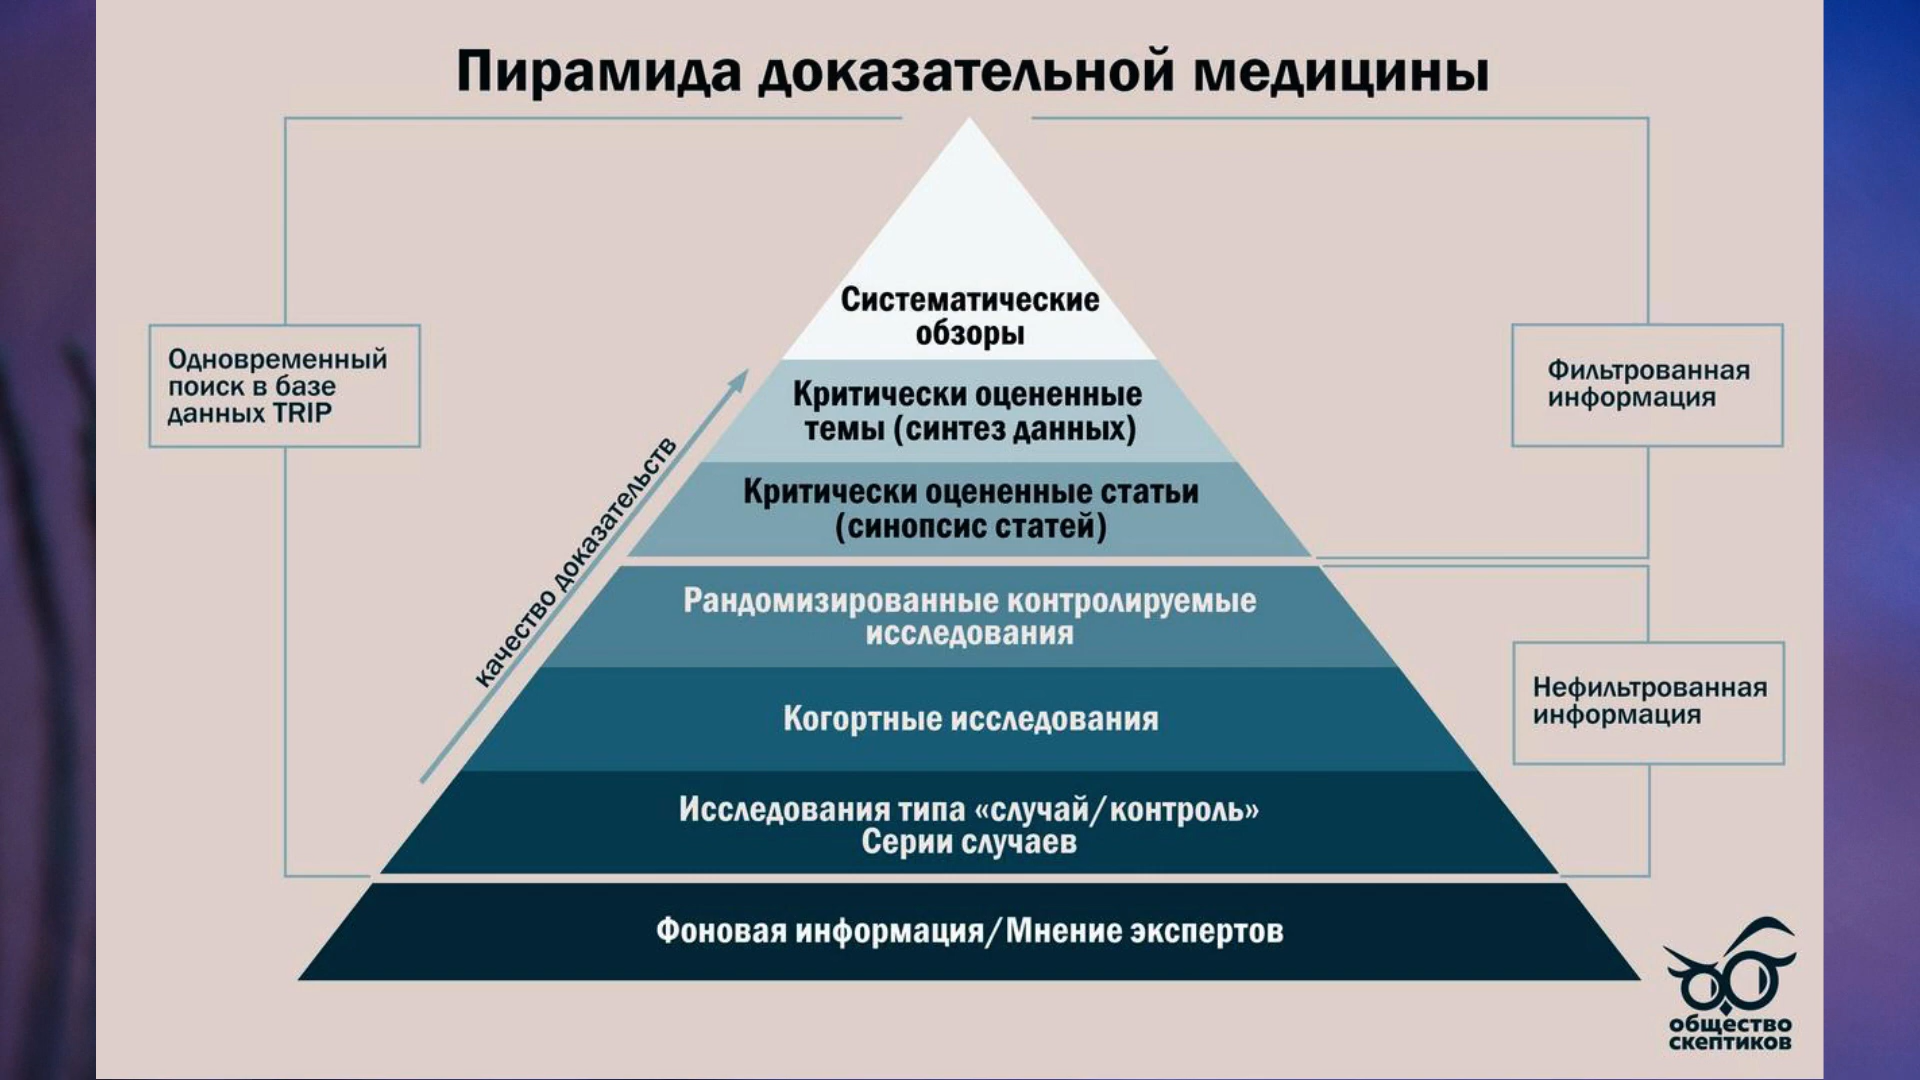 Пирамида доказательной медицины
Систематические
обзоры
Критически оцененные
темы (синтез данных)
Критически оцененные статьи
(синопсис статей)
Рандомизированные контролируемые
исследования
Когортные исследования
Исследования типа «случай/контроль»
Серии случаев
Фоновая информация/Мнение экспертов
качество доказательств
Одновременный
поиск в базе
данных TRIP
Фильтрованная
информация
Нефильтрованная
информация
общество
скептиков